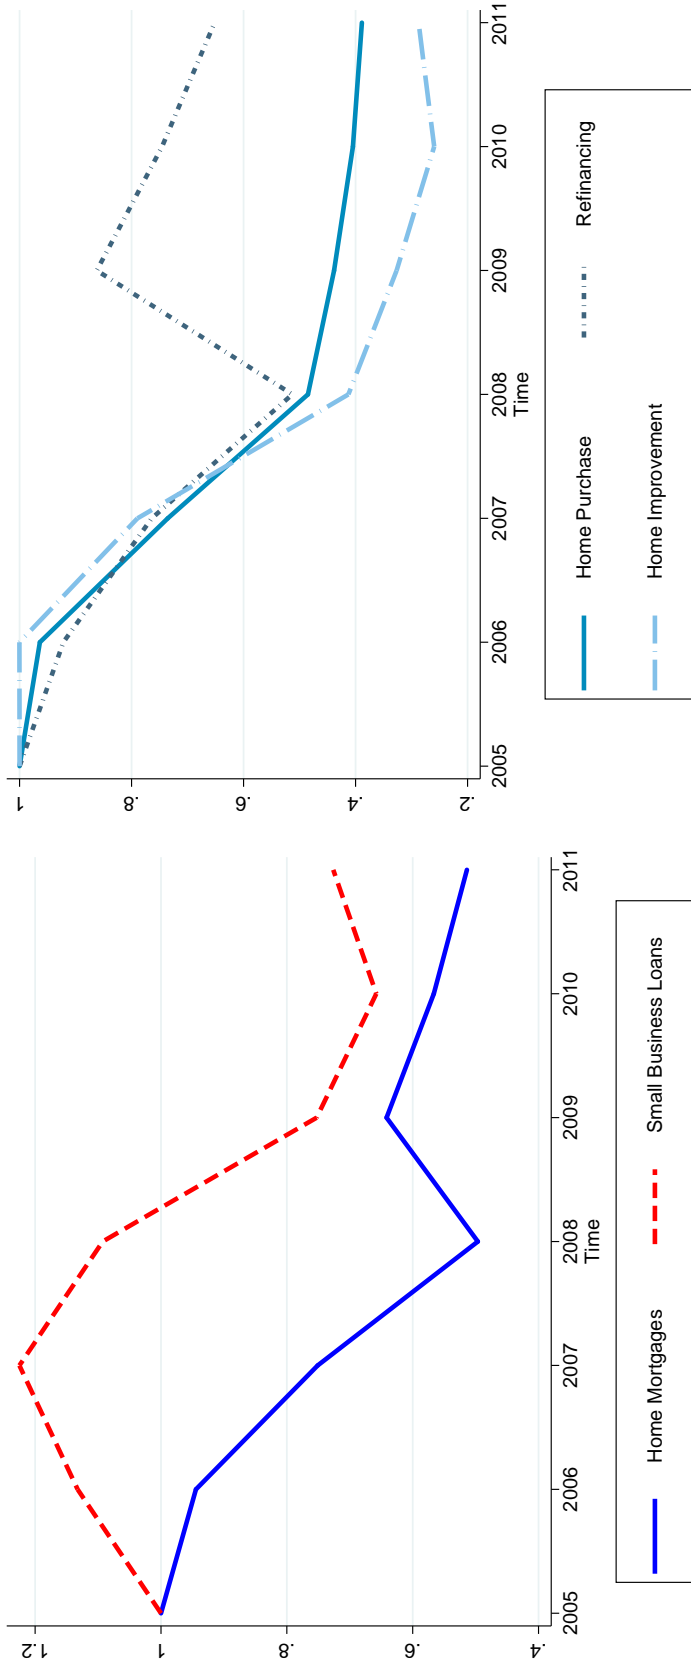 1.2
1
.8
.6
.4
2005 2006 2007 2008 2009 2010 2011
Time
Home Mortgages Small Business Loans
1
.8
.6
.4
.2
2005 2006 2007 2008 2009 2010 2011
Time
Home Purchase Refinancing
Home Improvement